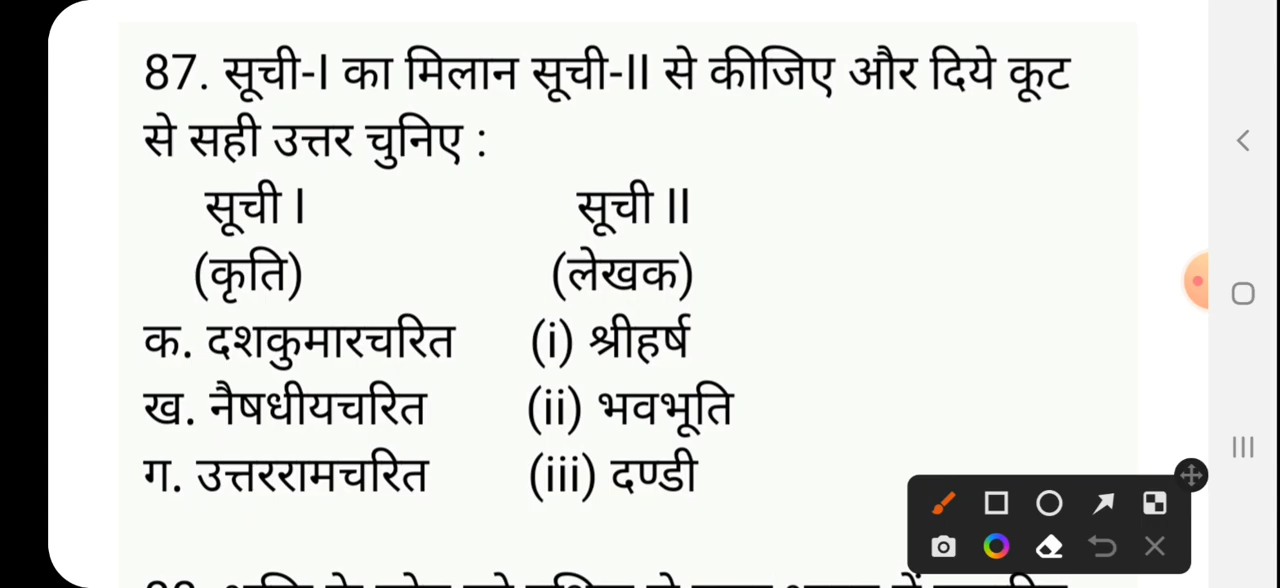 87. सूची-I का मिलान सूची-II से कीजिए और दिये कूट
से सही उत्तर चुनिए :
सूची I सूची II
(कृति) (लेखक)
क. दशकुमारचरित (i) श्रीहर्ष
ख. नैषधीयचरित (ii) भवभूति
ग. उत्तररामचरित (iii) दण्डी